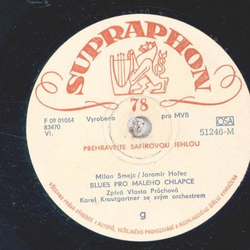 SUPRAPHON
78
F 09 01054
83470
VI.
Vyrobeno pro MVB
OSA
51246-M
PŘEHRÁVEJTE SAFÍROVOU JEHLOU
Milan Smejc / Jaromír Hořec
BLUES PRO MALÉHO CHLAPCE
Zpívá Vlasta Průchová
Karel Krautgartner se svým orchestrem
g